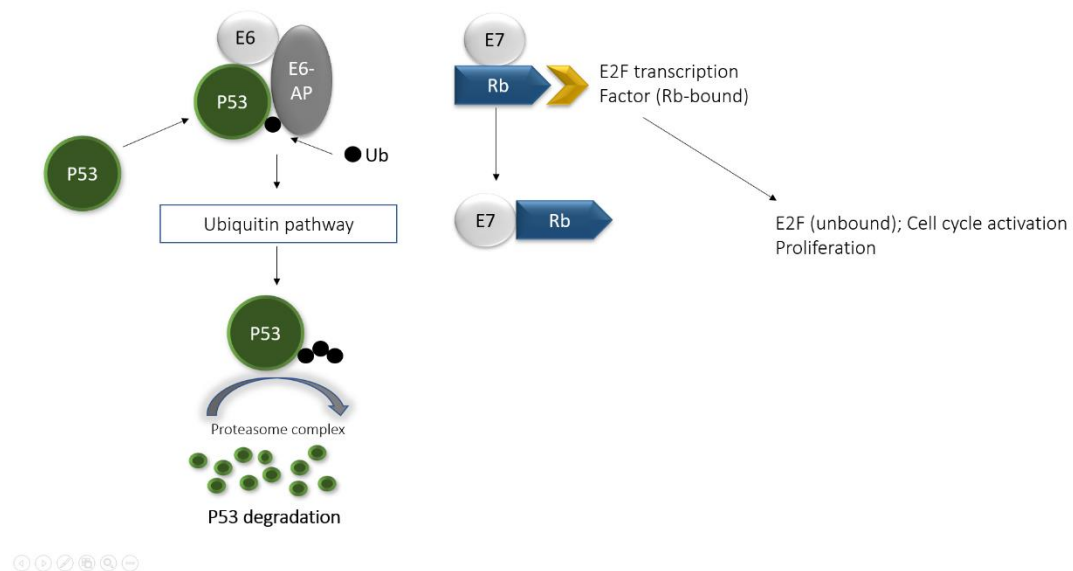 E6
E6-
AP
P53
P53
Ub
Ubiquitin pathway
P53
Proteasome complex
P53 degradation
E7
Rb
E2F transcription
Factor (Rb-bound)
E7
Rb
E2F (unbound); Cell cycle activation
Proliferation